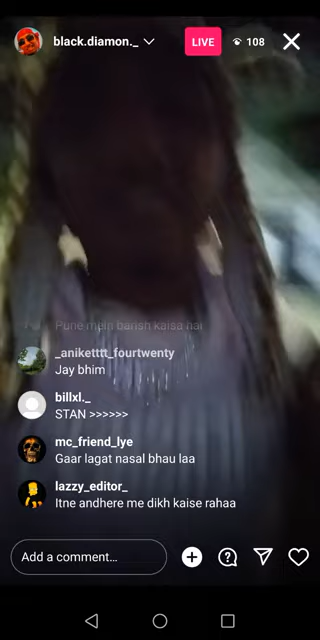 black.diamon._
LIVE
108
Pune mein barish kaisa hai
_aniketttt_fourtwenty
Jay bhim
billxl._
STAN >>>>>>
mc_friend_lye
Gaar lagat nasal bhau laa
lazzy_editor_
Itne andhere me dikh kaise rahaa
Add a comment...